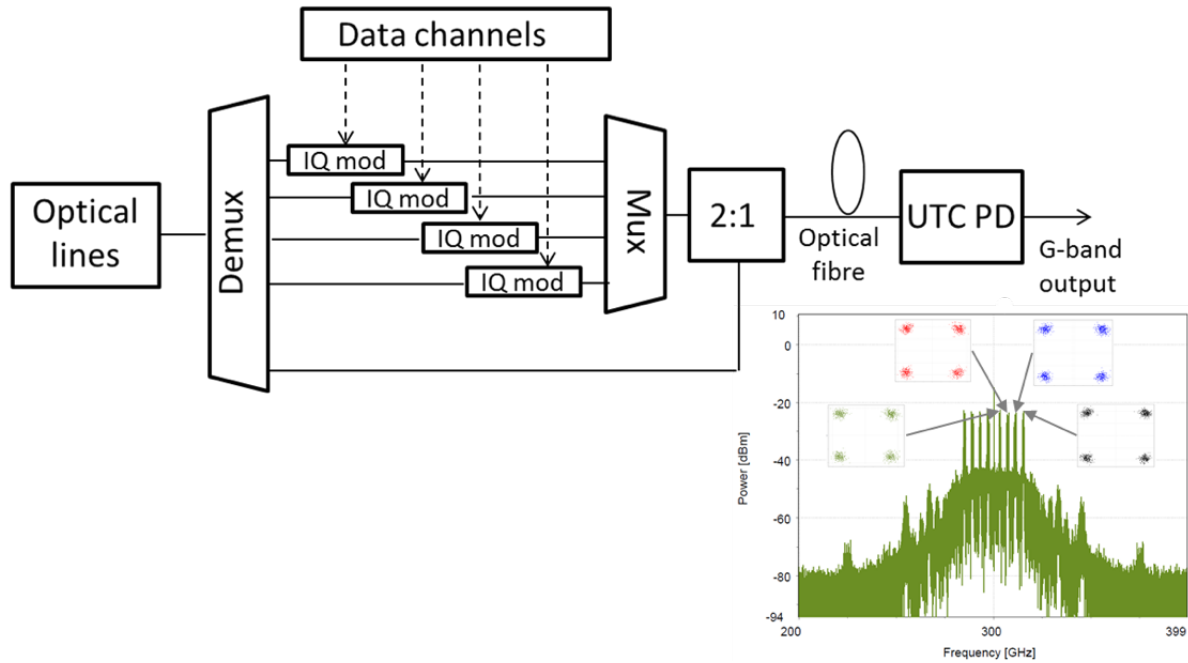 Data channels
IQ mod
IQ mod
IQ mod
IQ mod
Optical
lines
Demux
Mux
2:1
Optical
fibre
UTC PD
G-band
output
10
0
-20
-40
-60
-80
-94
Power [dBm]
200
300
399
Frequency [GHz]